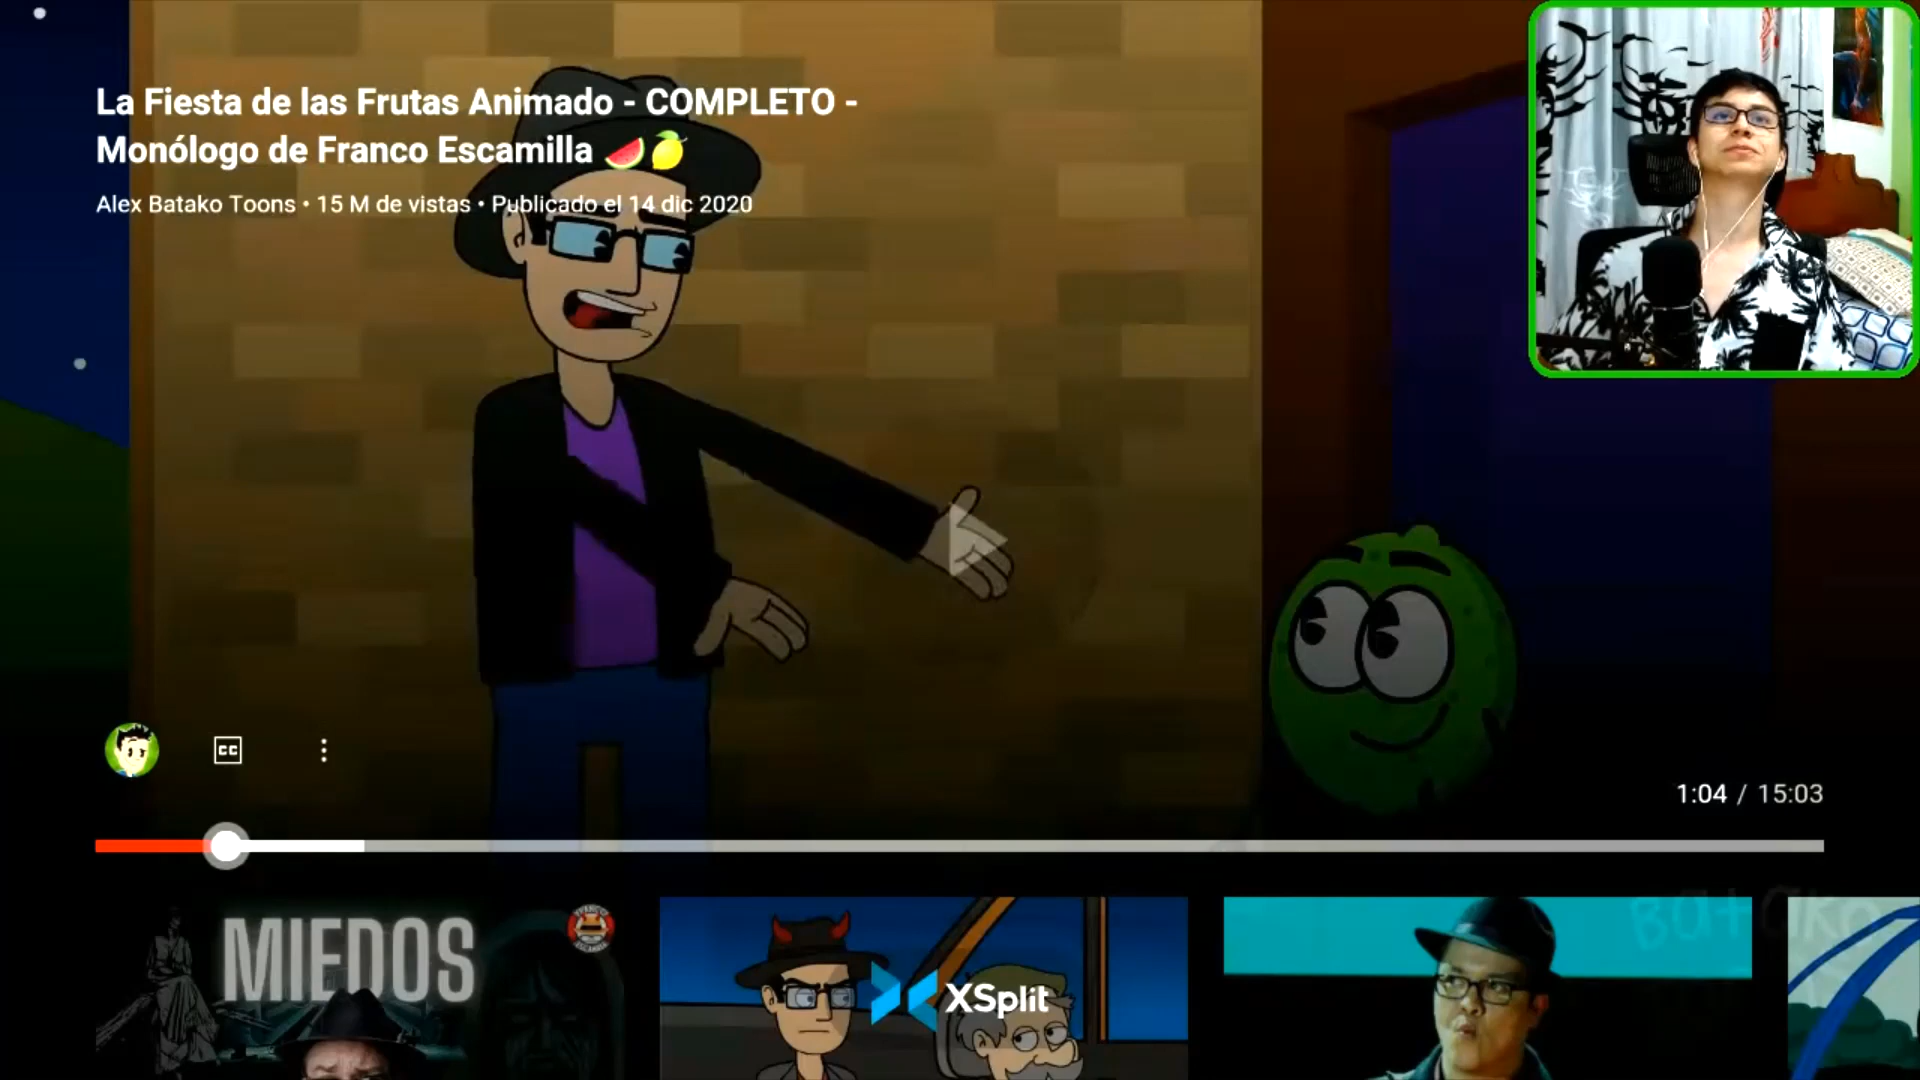 La Fiesta de las Frutas Animado - COMPLETO -
Monólogo de Franco Escamilla 🍉🍋
Alex Batako Toons • 15 M de vistas • Publicado el 14 dic 2020
CC
1:04 / 15:03
MIEDOS
XSplit
Batako